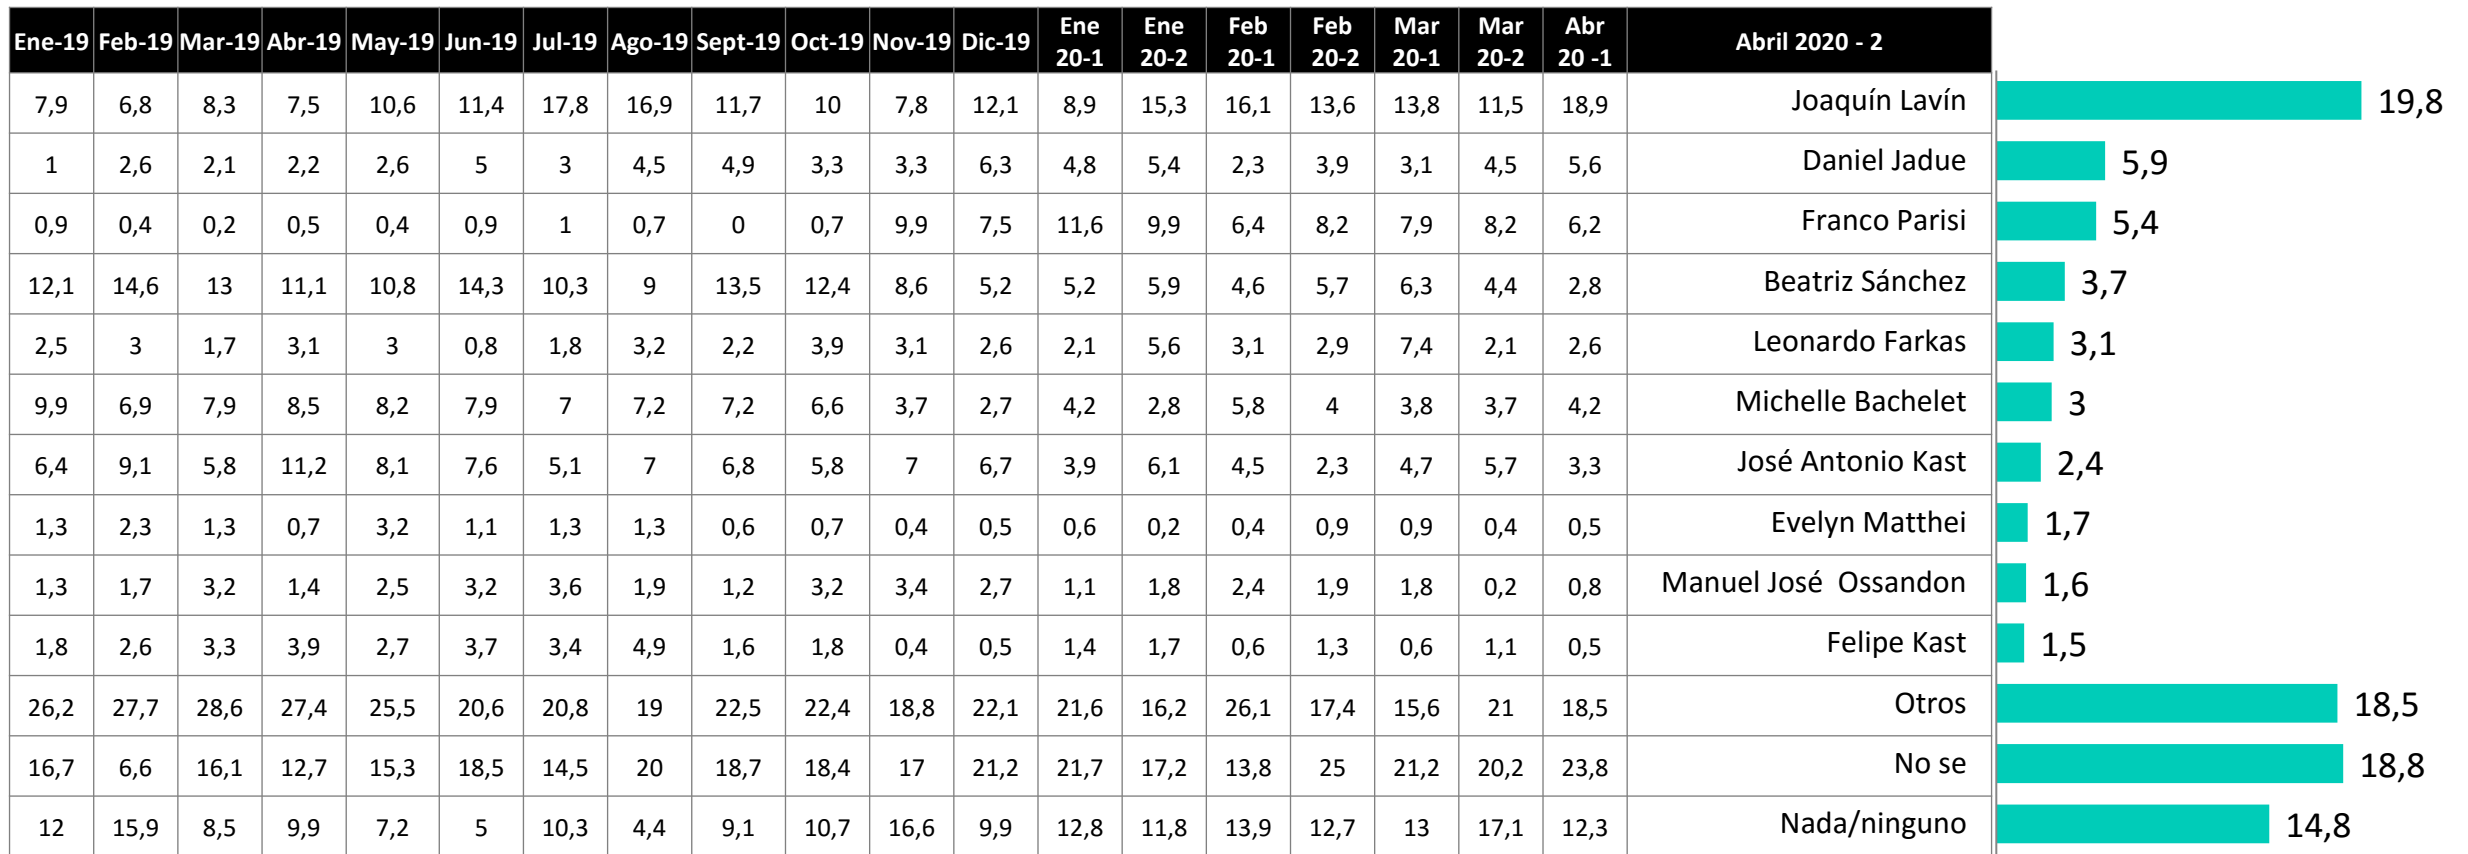 Ene-19 Feb-19 Mar-19 Abr-19 May-19 Jun-19 Jul-19 Ago-19 Sept-19 Oct-19 Nov-19 Dic-19 Ene 20-1 Ene 20-2 Feb 20-1 Feb 20-2 Mar 20-1 Mar 20-2 Abr 20 -1 Abril 2020 - 2
7,9 6,8 8,3 7,5 10,6 11,4 17,8 16,9 11,7 10 7,8 12,1 8,9 15,3 16,1 13,6 13,8 11,5 18,9 Joaquín Lavín 19,8
1 2,6 2,1 2,2 2,6 5 3 4,5 4,9 3,3 3,3 6,3 4,8 5,4 2,3 3,9 3,1 4,5 5,6 Daniel Jadue 5,9
0,9 0,4 0,2 0,5 0,4 0,9 1 0,7 0 0,7 9,9 7,5 11,6 9,9 6,4 8,2 7,9 8,2 6,2 Franco Parisi 5,4
12,1 14,6 13 11,1 10,8 14,3 10,3 9 13,5 12,4 8,6 5,2 5,2 5,9 4,6 5,7 6,3 4,4 2,8 Beatriz Sánchez 3,7
2,5 3 1,7 3,1 3 0,8 1,8 3,2 2,2 3,9 3,1 2,6 2,1 5,6 3,1 2,9 7,4 2,1 2,6 Leonardo Farkas 3,1
9,9 6,9 7,9 8,5 8,2 7,9 7 7,2 7,2 6,6 3,7 2,7 4,2 2,8 5,8 4 3,8 3,7 4,2 Michelle Bachelet 3
6,4 9,1 5,8 11,2 8,1 7,6 5,1 7 6,8 5,8 7 6,7 3,9 6,1 4,5 2,3 4,7 5,7 3,3 José Antonio Kast 2,4
1,3 2,3 1,3 0,7 3,2 1,1 1,3 1,3 0,6 0,7 0,4 0,5 0,6 0,2 0,4 0,9 0,9 0,4 0,5 Evelyn Matthei 1,7
1,3 1,7 3,2 1,4 2,5 3,2 3,6 1,9 1,2 3,2 3,4 2,7 1,1 1,8 2,4 1,9 1,8 0,2 0,8 Manuel José Ossandon 1,6
1,8 2,6 3,3 3,9 2,7 3,7 3,4 4,9 1,6 1,8 0,4 0,5 1,4 1,7 0,6 1,3 0,6 1,1 0,5 Felipe Kast 1,5
26,2 27,7 28,6 27,4 25,5 20,6 20,8 19 22,5 22,4 18,8 22,1 21,6 16,2 26,1 17,4 15,6 21 18,5 Otros 18,5
16,7 6,6 16,1 12,7 15,3 18,5 14,5 20 18,7 18,4 17 21,2 21,7 17,2 13,8 25 21,2 20,2 23,8 No se 18,8
12 15,9 8,5 9,9 7,2 5 10,3 4,4 9,1 10,7 16,6 9,9 12,8 11,8 13,9 12,7 13 17,1 12,3 Nada/ninguno 14,8